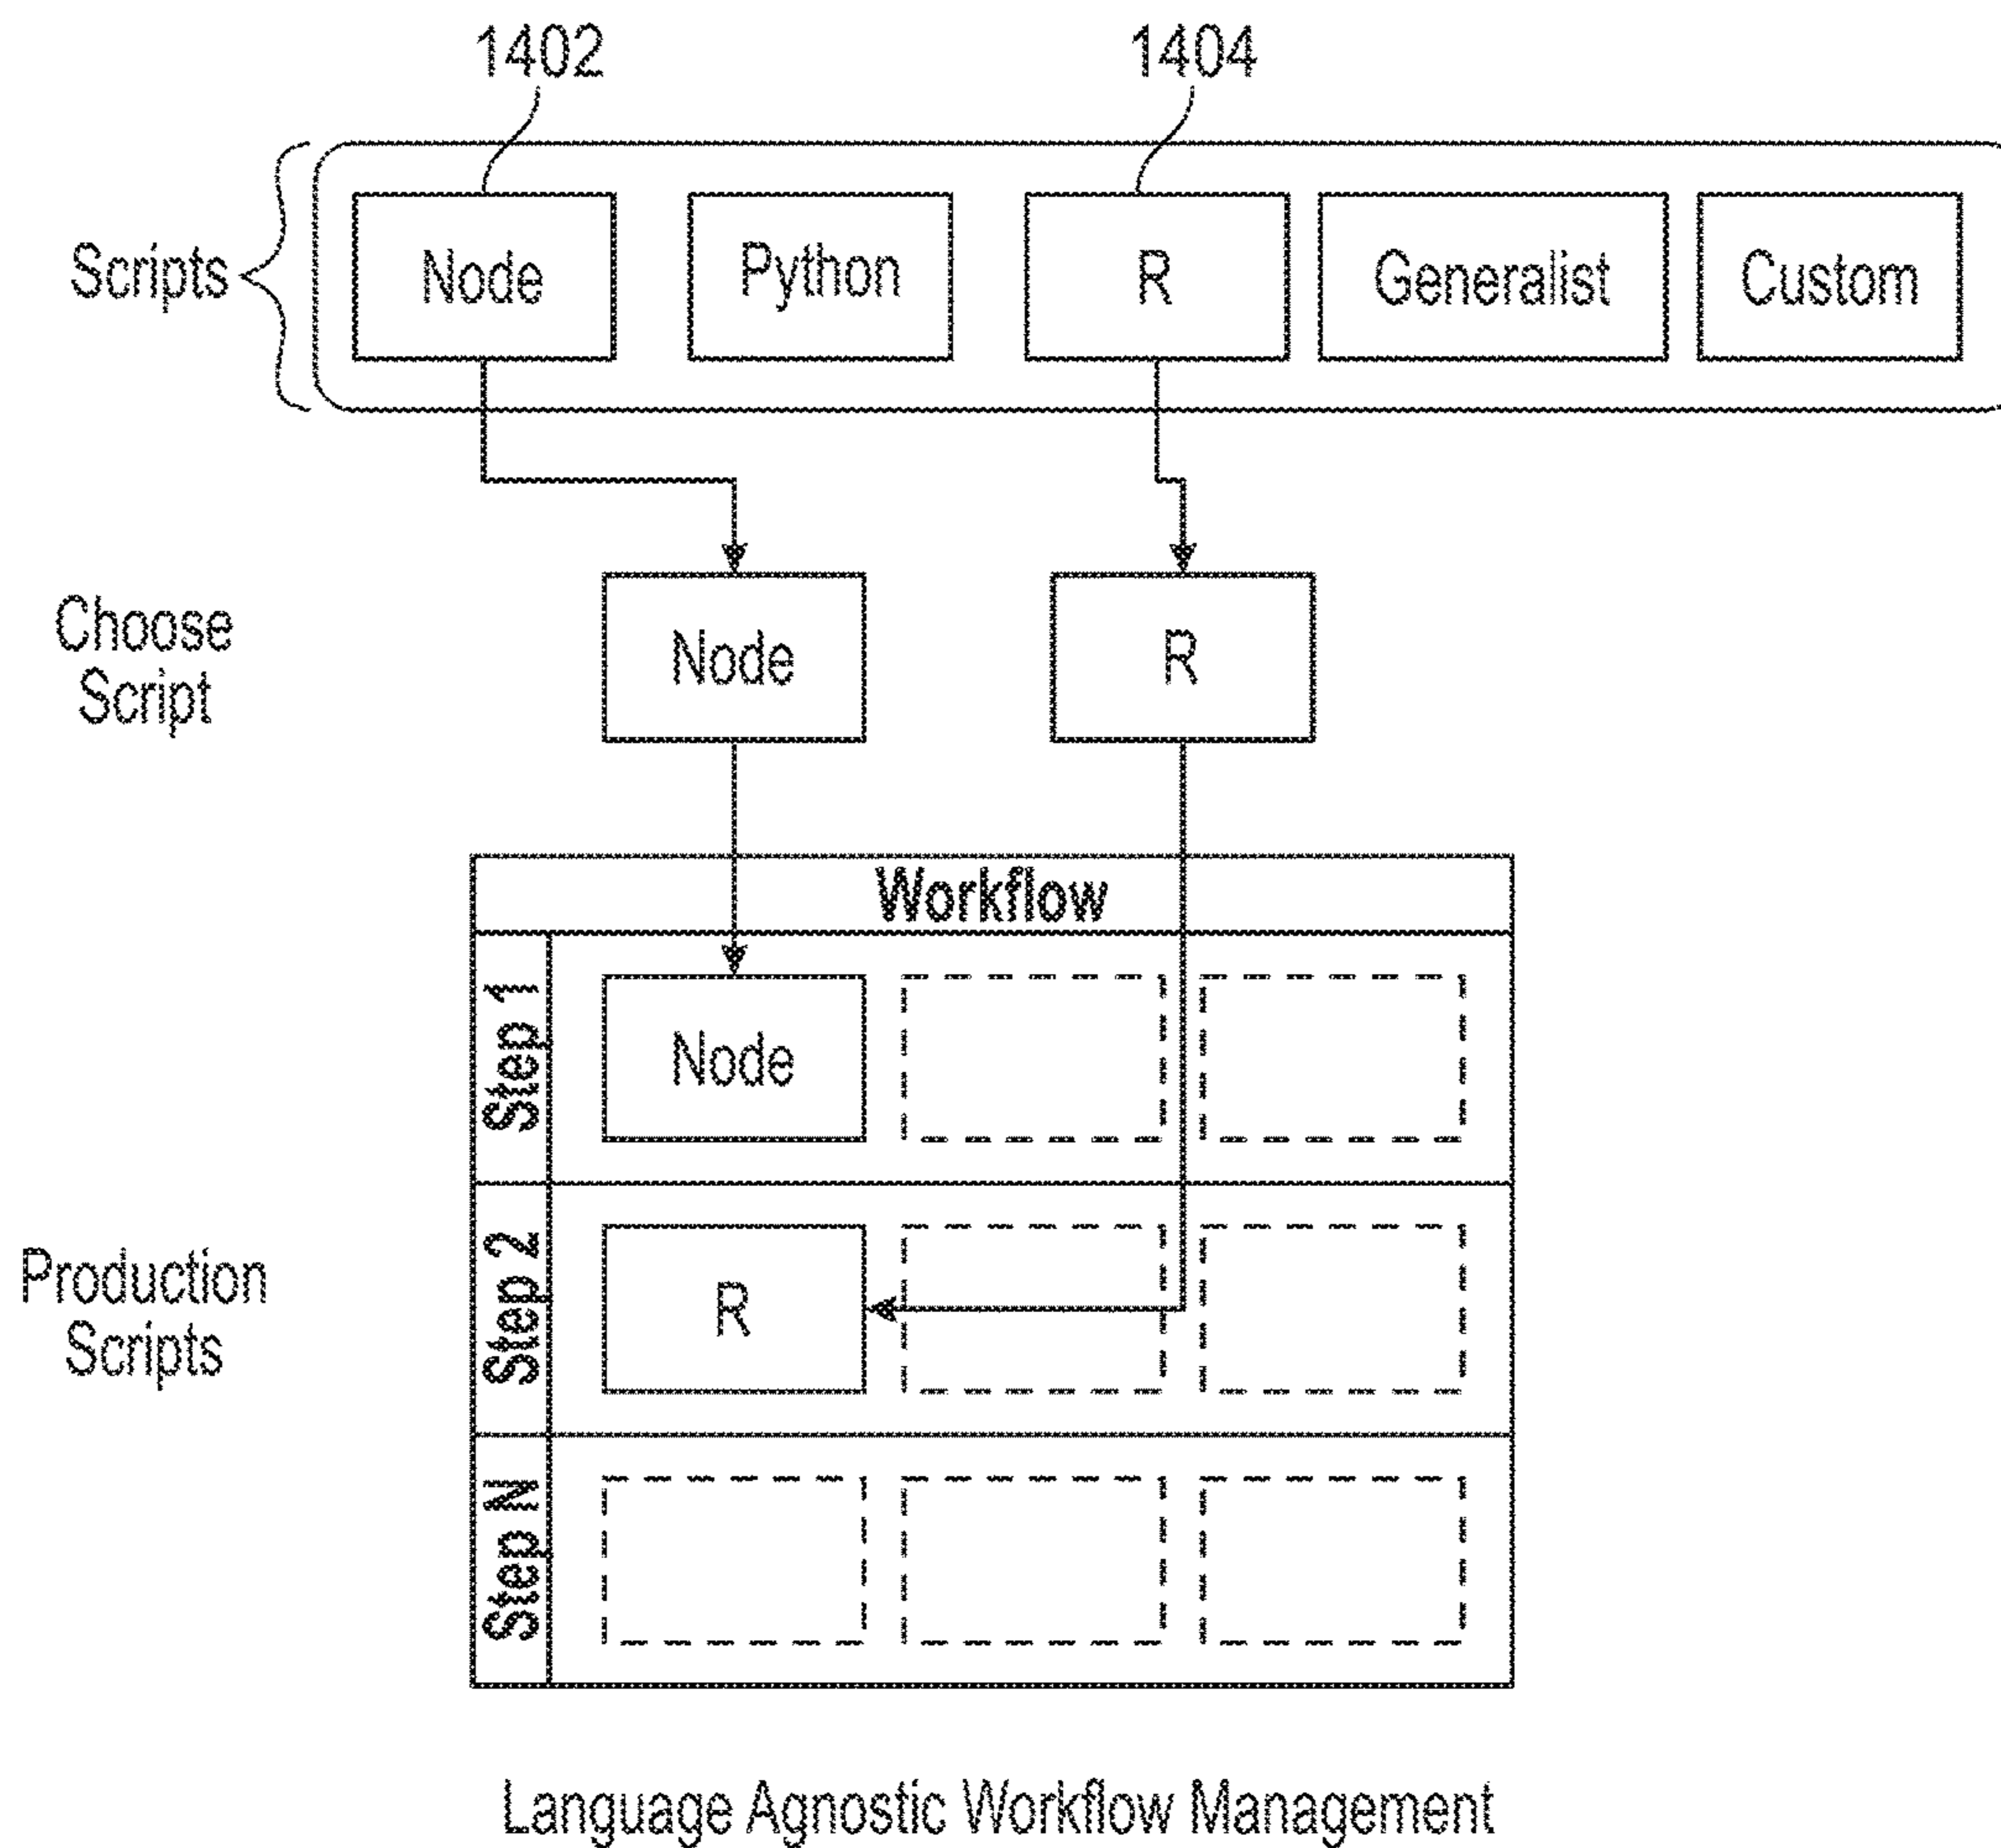 1402
1404
Scripts
Node
Python
R
Generalist
Custom
Choose
Script
Node
R
Workflow
Step 1
Node
Production
Scripts
Step 2
R
Step N
Language Agnostic Workflow Management